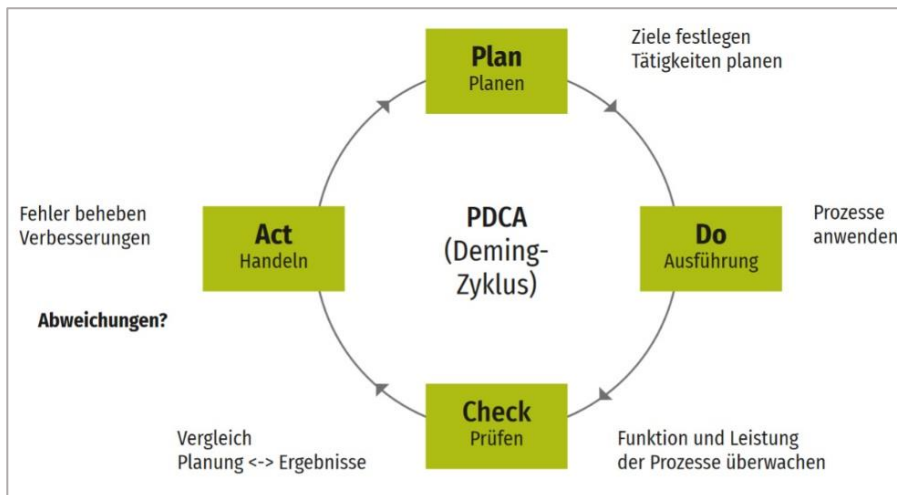 Plan
Planen
Ziele festlegen
Tätigkeiten planen
Fehler beheben
Verbesserungen
Act
Handeln
PDCA
(Deming-
Zyklus)
Do
Ausführung
Prozesse
anwenden
Abweichungen?
Check
Prüfen
Vergleich
Planung <-> Ergebnisse
Funktion und Leistung
der Prozesse überwachen